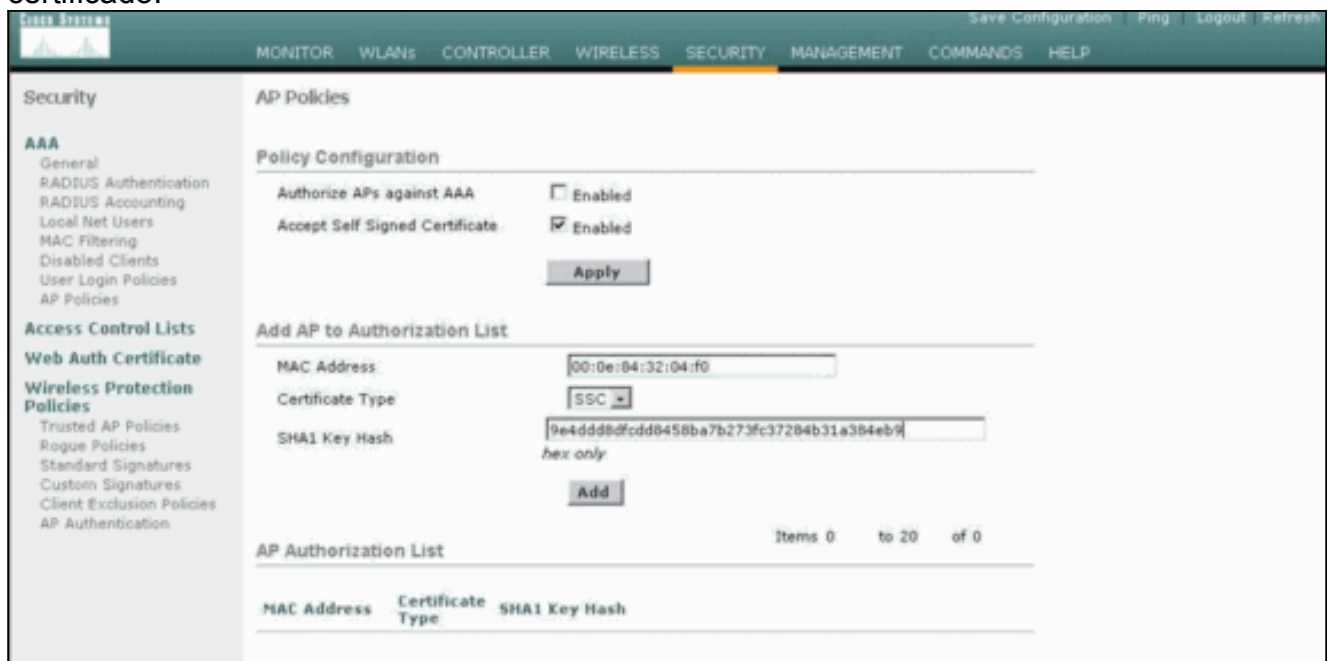 certificado.
CISCO SYSTEMS
Save Configuration | Ping | Logout | Refresh
MONITOR WLANs CONTROLLER WIRELESS SECURITY MANAGEMENT COMMANDS HELP
Security
AAA
General
RADIUS Authentication
RADIUS Accounting
Local Net Users
MAC Filtering
Disabled Clients
User Login Policies
AP Policies
Access Control Lists
Web Auth Certificate
Wireless Protection
Policies
Trusted AP Policies
Rogue Policies
Standard Signatures
Custom Signatures
Client Exclusion Policies
AP Authentication
AP Policies
Policy Configuration
Authorize APs against AAA Enabled
Accept Self Signed Certificate Enabled
Apply
Add AP to Authorization List
MAC Address 00:0e:84:32:04:f0
Certificate Type SSC
SHA1 Key Hash 9e4ddd8dfcdd8458ba7b273fc37284b31a384eb9
hex only
Add
Items 0 to 20 of 0
AP Authorization List
MAC Address Certificate Type SHA1 Key Hash